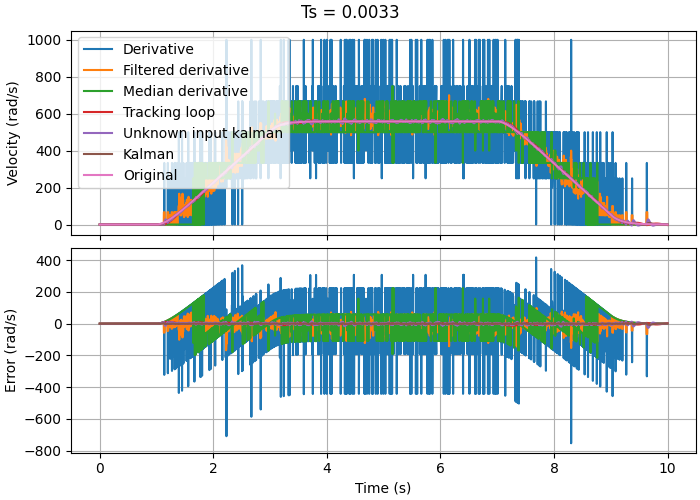 Ts = 0.0033
1000
800
600
400
200
0
Velocity (rad/s)
Derivative
Filtered derivative
Median derivative
Tracking loop
Unknown input kalman
Kalman
Original
400
200
0
−200
−400
−600
−800
Error (rad/s)
0 2 4 6 8 10
Time (s)